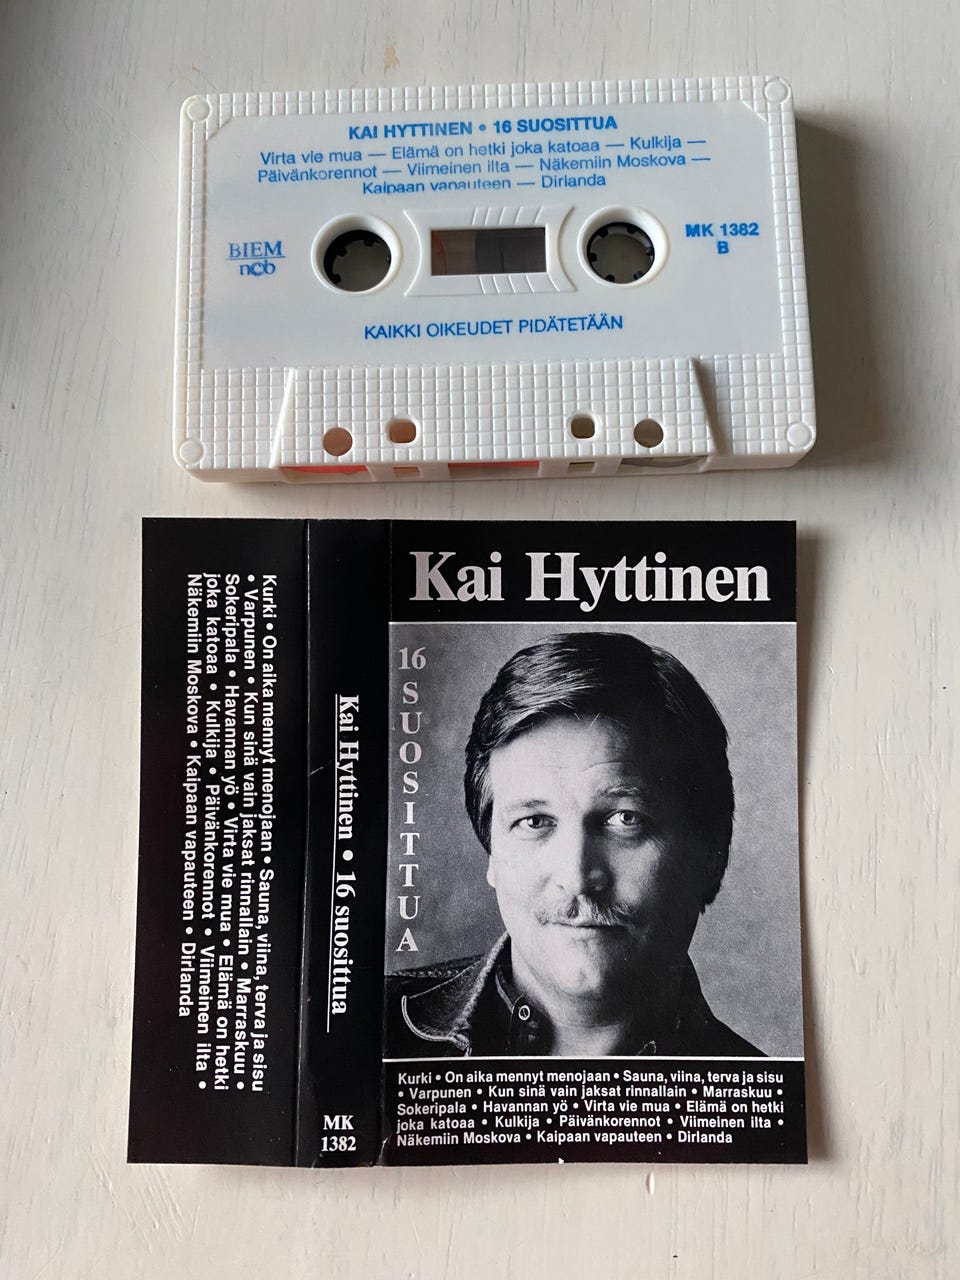 KAI HYTTINEN • 16 SUOSITTUA
Virta vie mua — Elämä on hetki joka katoaa — Kulkija —
Päivänkorennot — Viimeinen ilta — Näkemiin Moskova —
Kaipaan vapauteen — Dirlanda
BIEM
ncb
MK 1382
B
KAIKKI OIKEUDET PIDÄTETÄÄN
Kurki • On aika mennyt menojaan • Sauna, viina, terva ja sisu
• Varpunen • Kun sinä vain jaksat rinnallain • Marraskuu •
Sokeripala • Havannan yö • Virta vie mua • Elämä on hetki
joka katoaa • Kulkija • Päivänkorennot • Viimeinen ilta •
Näkemiin Moskova • Kaipaan vapauteen • Dirlanda
Kai Hyttinen • 16 suosittua
MK
1382
Kai Hyttinen
16 SUOSITTUA
Kurki • On aika mennyt menojaan • Sauna, viina, terva ja sisu
• Varpunen • Kun sinä vain jaksat rinnallain • Marraskuu •
Sokeripala • Havannan yö • Virta vie mua • Elämä on hetki
joka katoaa • Kulkija • Päivänkorennot • Viimeinen ilta •
Näkemiin Moskova • Kaipaan vapauteen • Dirlanda